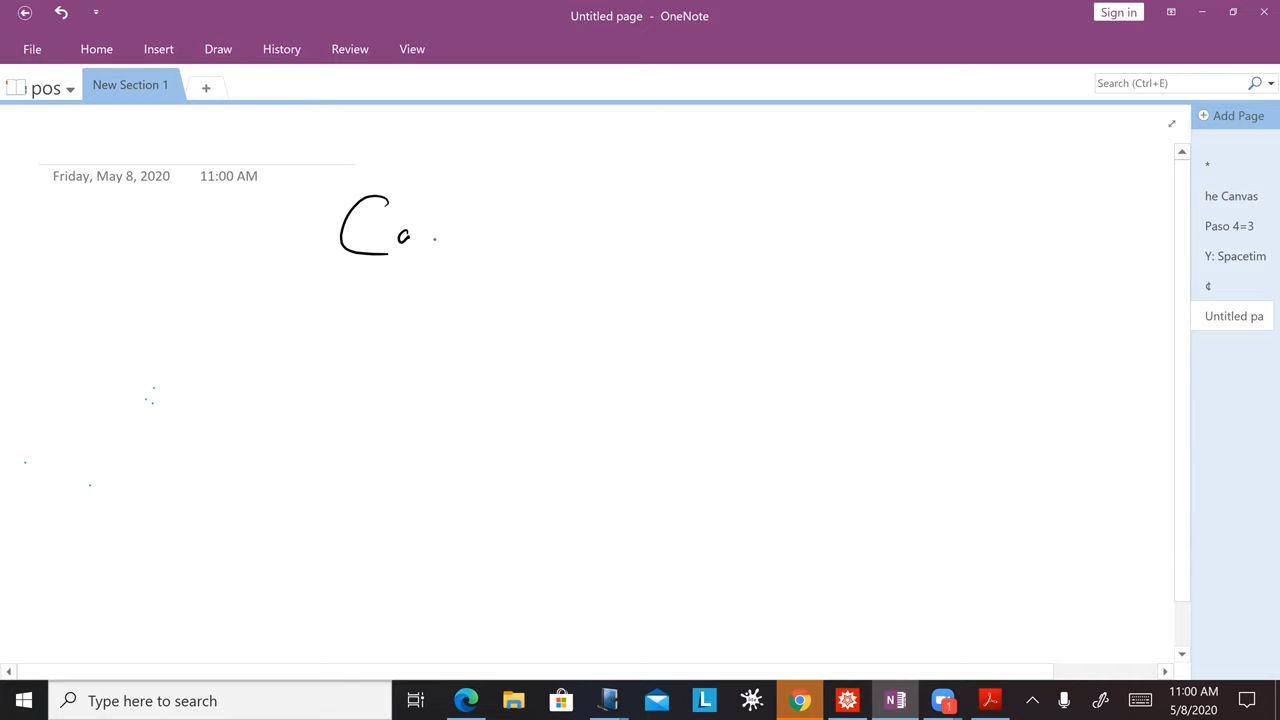 Untitled page - OneNote
Sign in
File Home Insert Draw History Review View
pos
New Section 1
+
Search (Ctrl+E)
Add Page
Friday, May 8, 2020 11:00 AM
Ca
*
he Canvas
Paso 4=3
Y: Spacetim
¢
Untitled pa
Type here to search
L
N
1
11:00 AM
5/8/2020